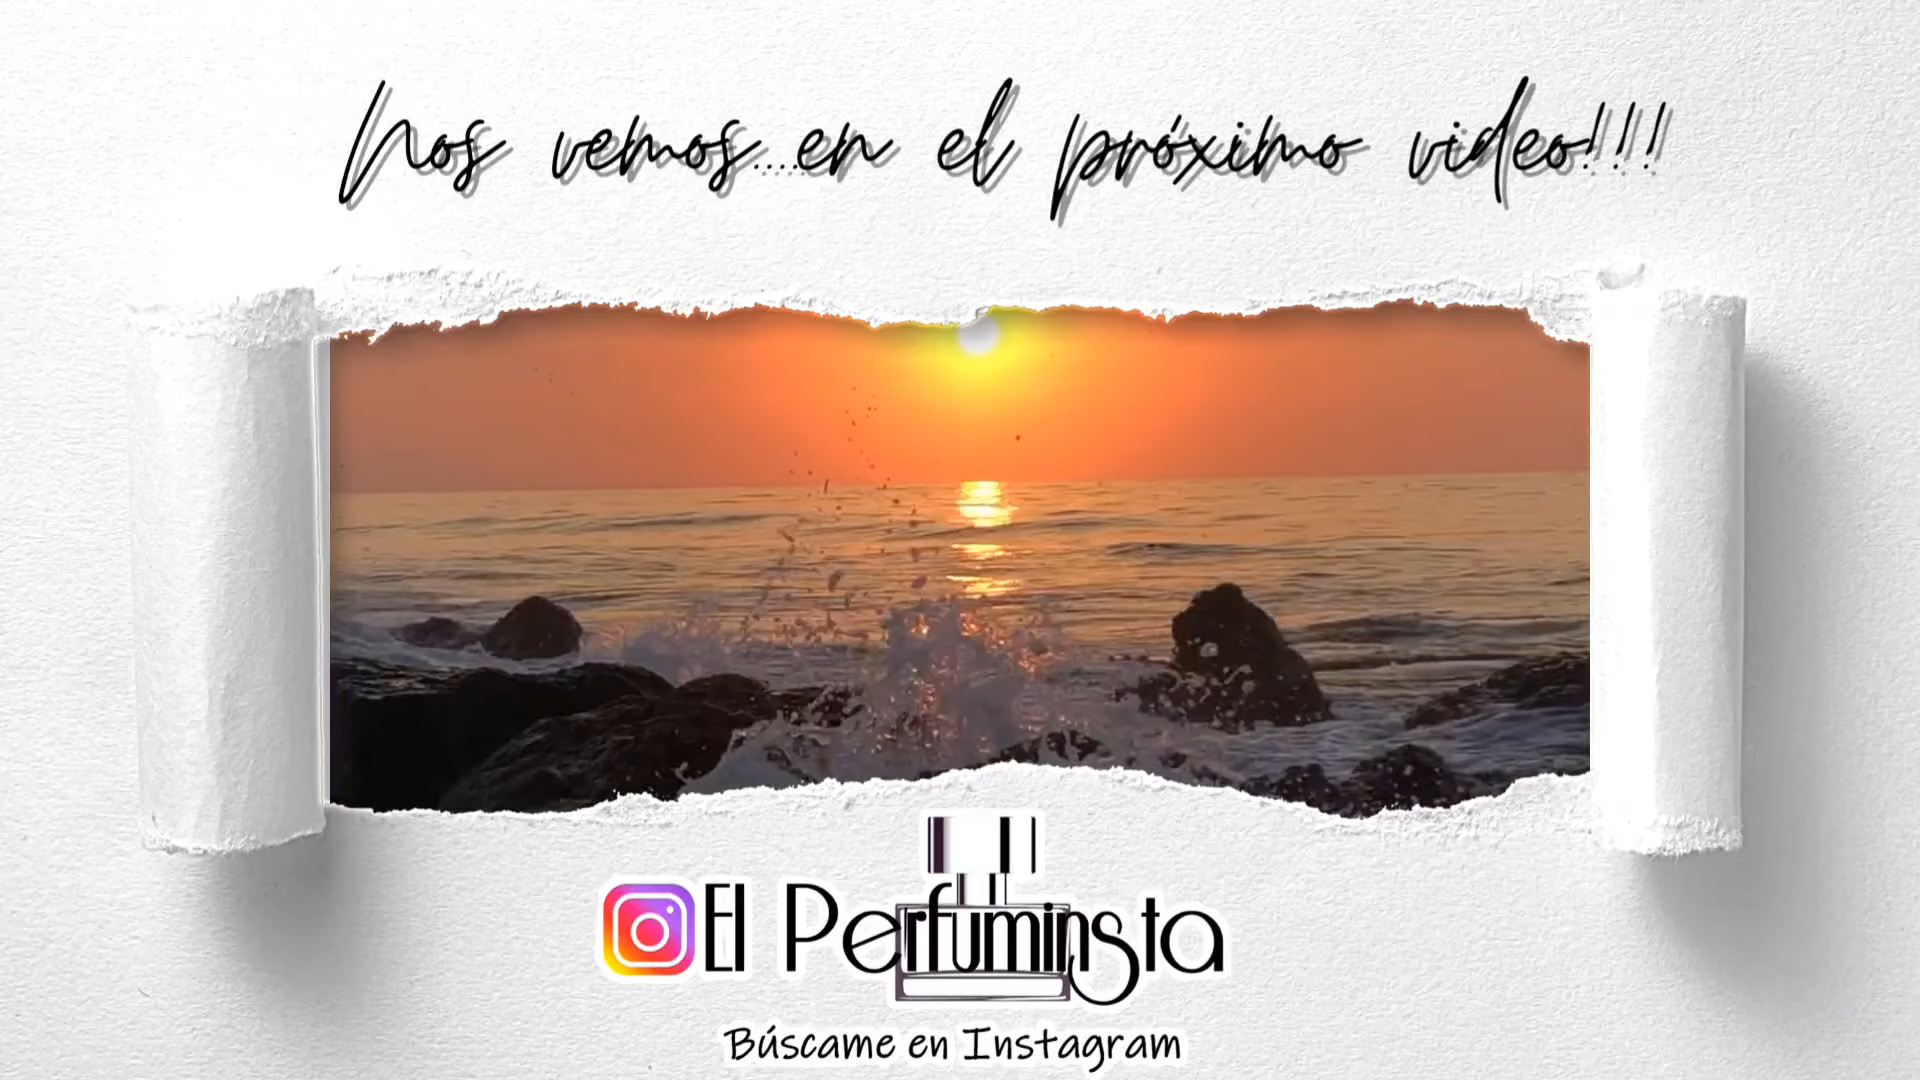 Nos vemos....en el próximo video!!!
El Perfuminsta
Búscame en Instagram